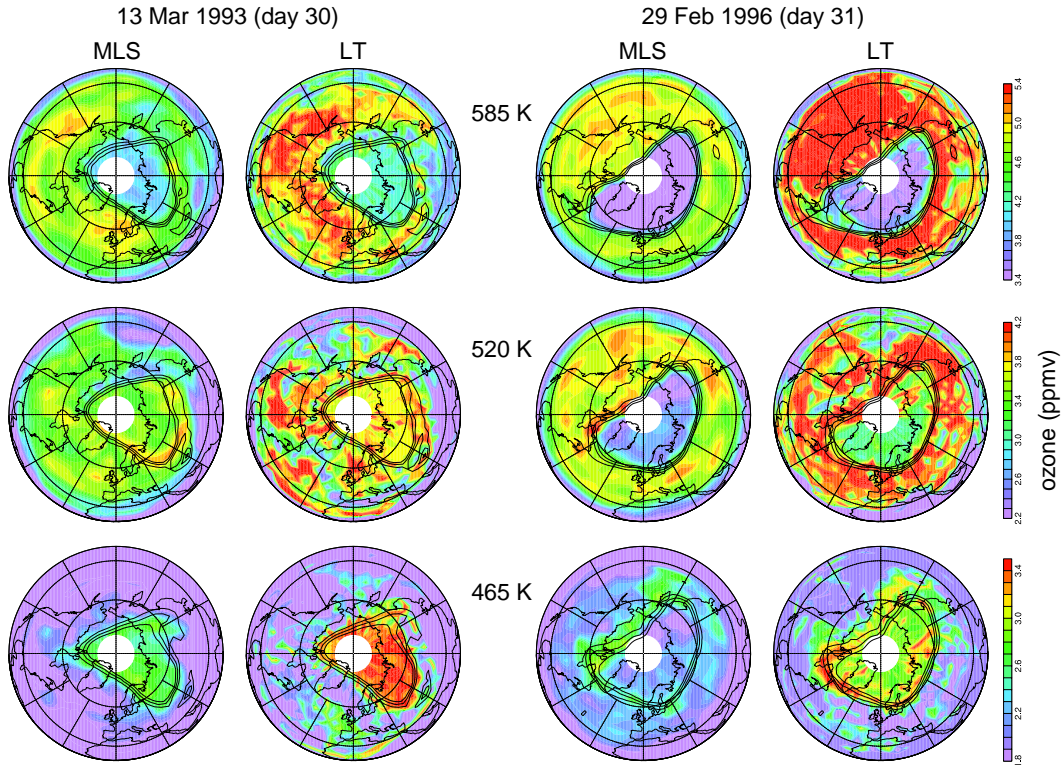 13 Mar 1993 (day 30)
29 Feb 1996 (day 31)
MLS
LT
MLS
LT
585 K
5.4
5.0
4.6
4.2
3.8
3.4
520 K
4.2
3.8
3.4
3.0
2.6
2.2
ozone (ppmv)
465 K
3.4
3.0
2.6
2.2
1.8